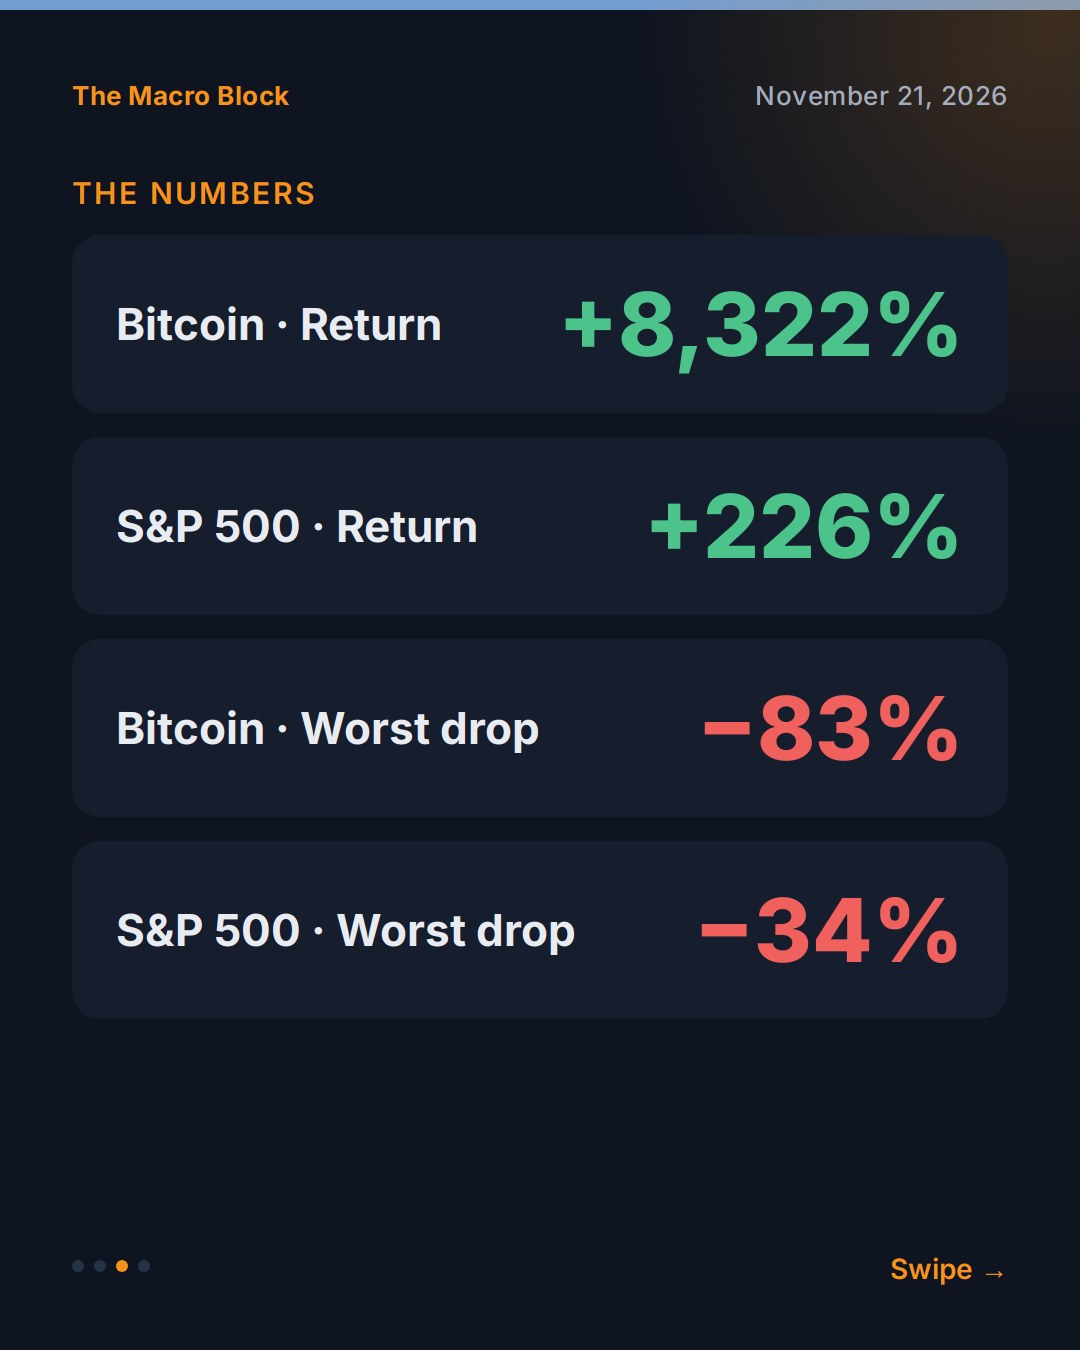 The Macro Block
November 21, 2026
THE NUMBERS
Bitcoin · Return +8,322%
S&P 500 · Return +226%
Bitcoin · Worst drop −83%
S&P 500 · Worst drop −34%
Swipe →